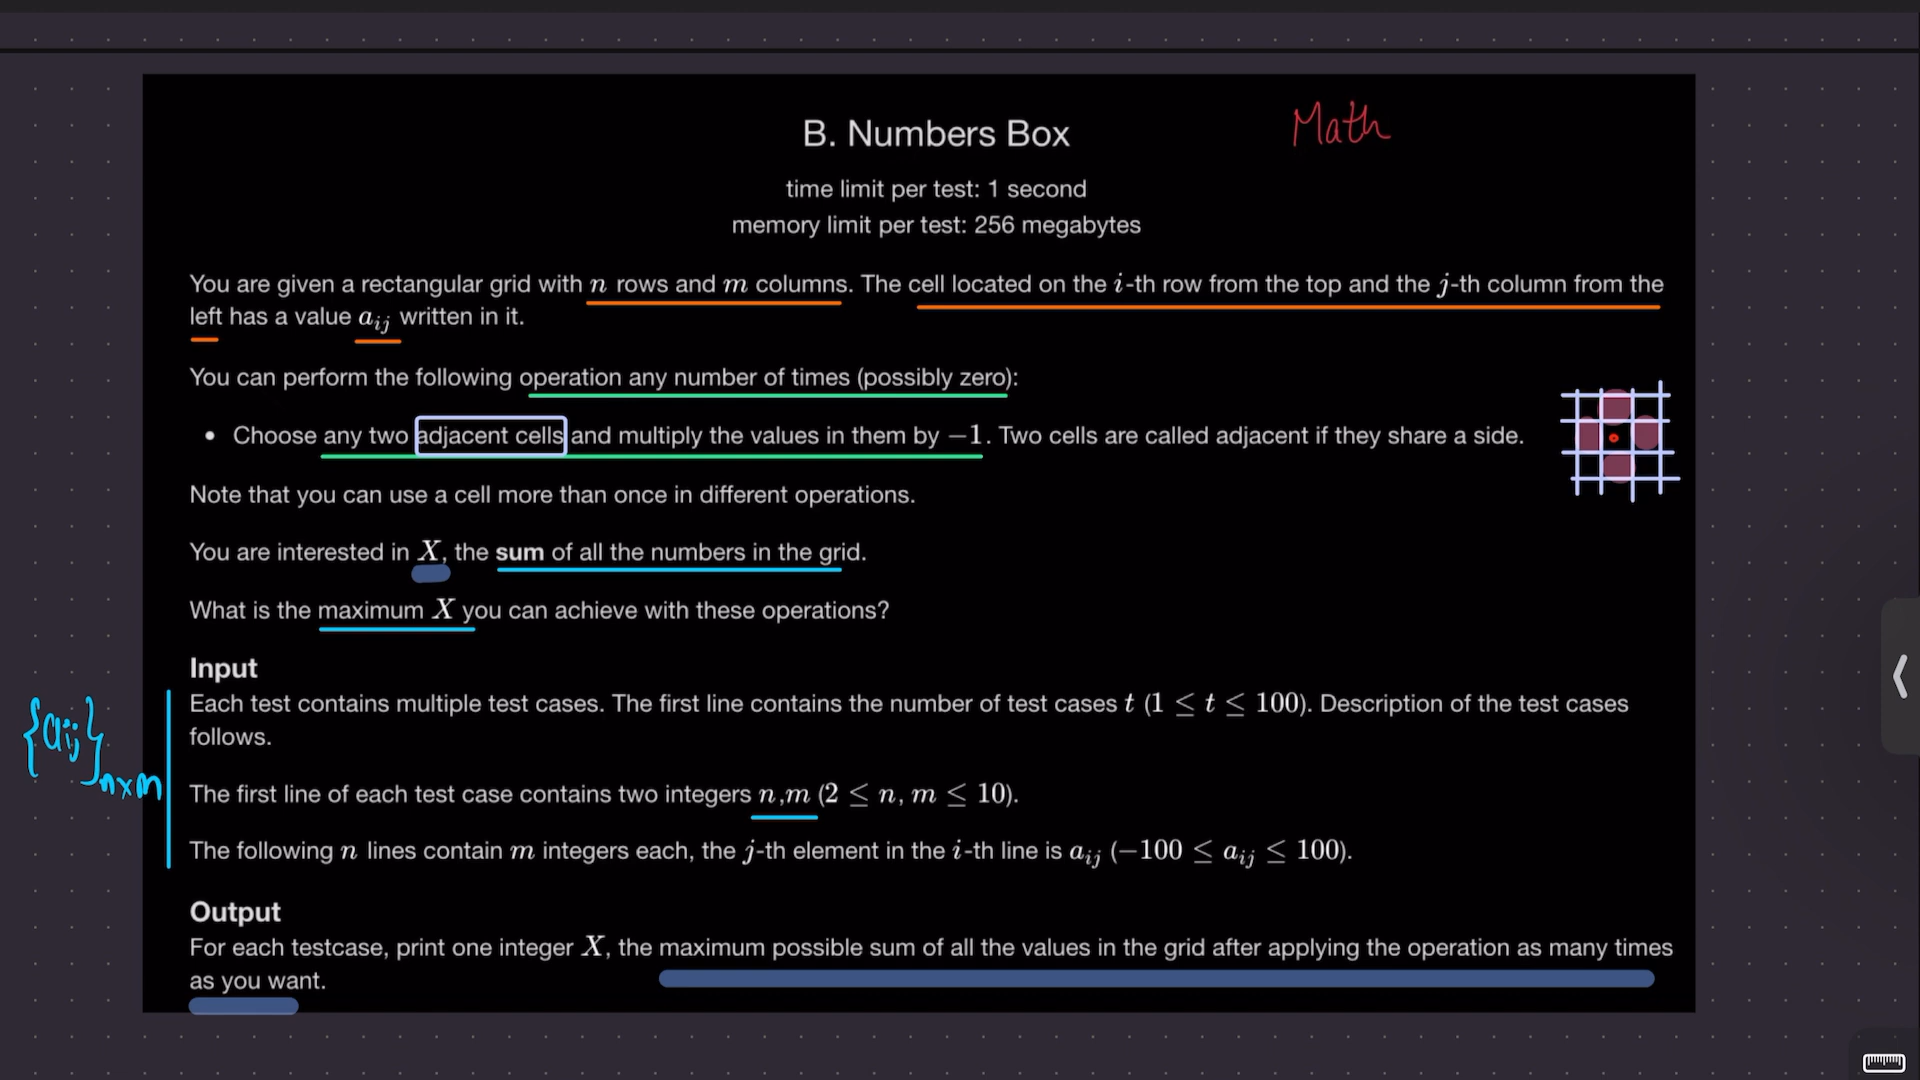 B. Numbers Box
Math
time limit per test: 1 second
memory limit per test: 256 megabytes
You are given a rectangular grid with n rows and m columns. The cell located on the i-th row from the top and the j-th column from the
left has a value a_{ij} written in it.
You can perform the following operation any number of times (possibly zero):
• Choose any two adjacent cells and multiply the values in them by −1. Two cells are called adjacent if they share a side.
Note that you can use a cell more than once in different operations.
You are interested in X, the sum of all the numbers in the grid.
What is the maximum X you can achieve with these operations?
Input
Each test contains multiple test cases. The first line contains the number of test cases t (1 ≤ t ≤ 100). Description of the test cases
follows.
{a_{ij}}_{n×m}
The first line of each test case contains two integers n,m (2 ≤ n, m ≤ 10).
The following n lines contain m integers each, the j-th element in the i-th line is a_{ij} (−100 ≤ a_{ij} ≤ 100).
Output
For each testcase, print one integer X, the maximum possible sum of all the values in the grid after applying the operation as many times
as you want.